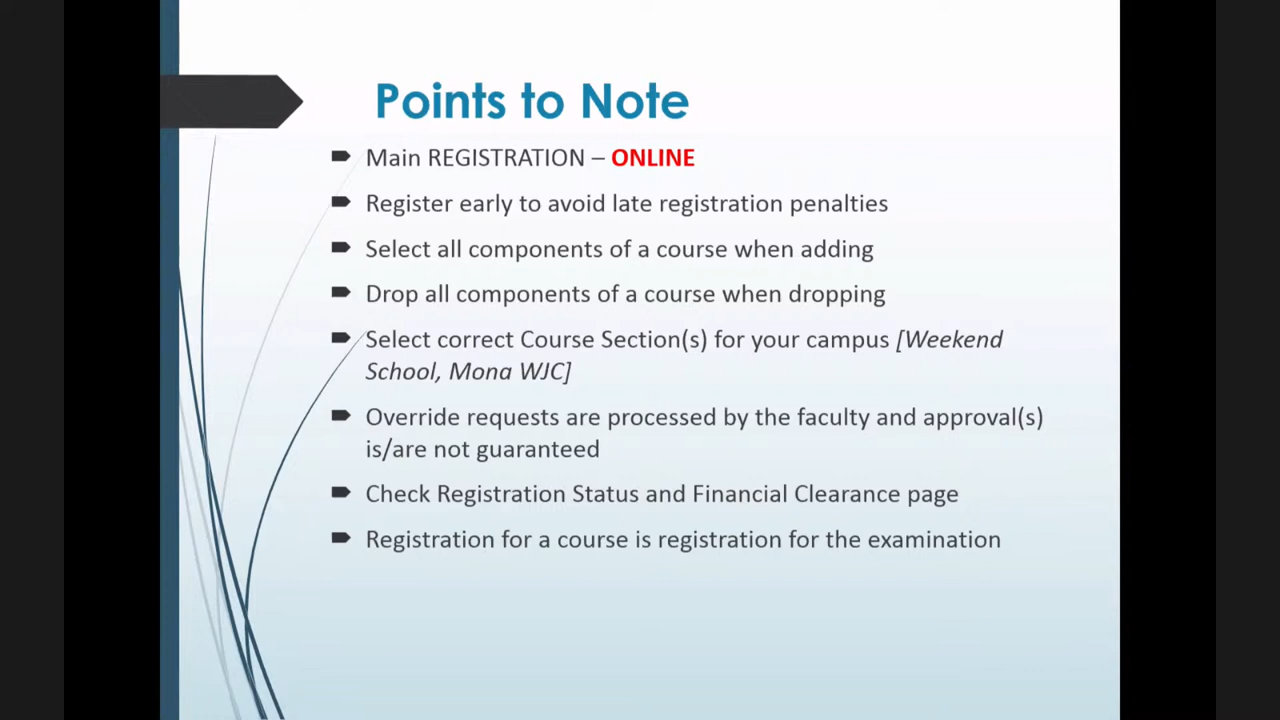 Points to Note
Main REGISTRATION – ONLINE
Register early to avoid late registration penalties
Select all components of a course when adding
Drop all components of a course when dropping
Select correct Course Section(s) for your campus [Weekend
School, Mona WJC]
Override requests are processed by the faculty and approval(s)
is/are not guaranteed
Check Registration Status and Financial Clearance page
Registration for a course is registration for the examination